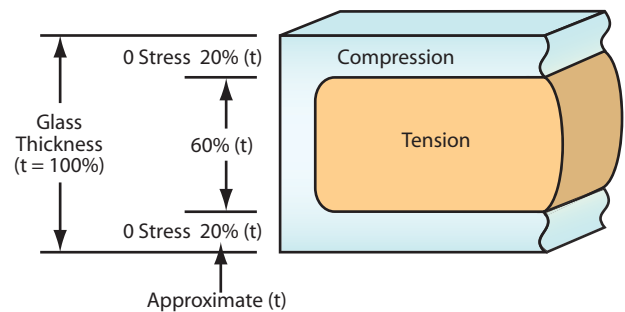 0 Stress 20% (t)
Compression
Glass
Thickness
(t = 100%)
60% (t)
Tension
0 Stress 20% (t)
Approximate (t)